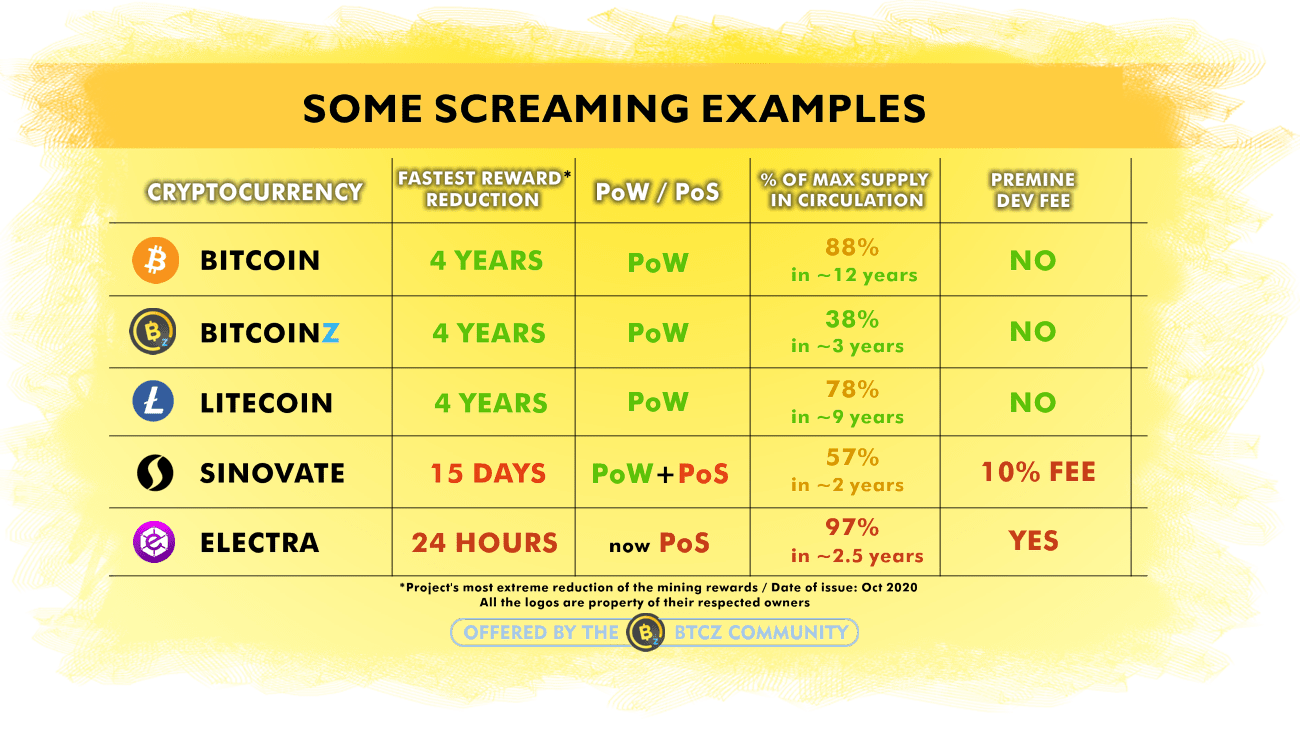 SOME SCREAMING EXAMPLES
CRYPTOCURRENCY
FASTEST REWARD*
REDUCTION
PoW / PoS
% OF MAX SUPPLY
IN CIRCULATION
PREMINE
DEV FEE
BITCOIN
4 YEARS
PoW
88%
in ~12 years
NO
BITCOINZ
4 YEARS
PoW
38%
in ~3 years
NO
LITECOIN
4 YEARS
PoW
78%
in ~9 years
NO
SINOVATE
15 DAYS
PoW+PoS
57%
in ~2 years
10% FEE
ELECTRA
24 HOURS
now PoS
97%
in ~2.5 years
YES
*Project's most extreme reduction of the mining rewards / Date of issue: Oct 2020
All the logos are property of their respected owners
OFFERED BY THE BTCZ COMMUNITY